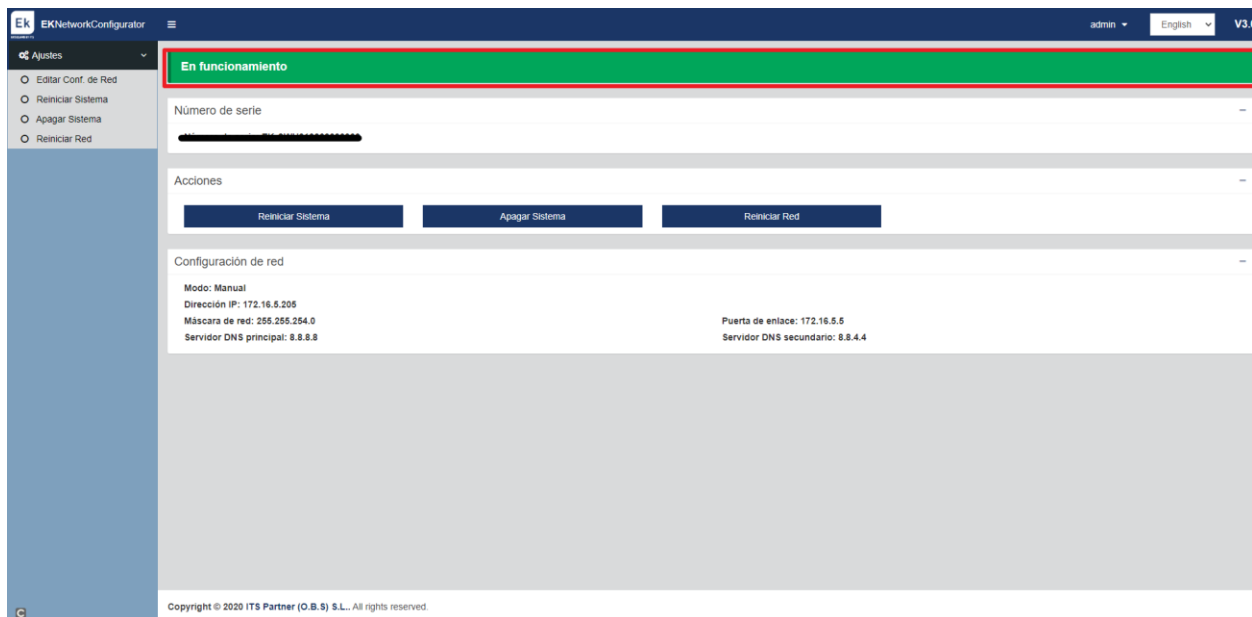 Ek EKNetworkConfigurator admin English V3.
Ajustes
Editar Conf. de Red
Reiniciar Sistema
Apagar Sistema
Reiniciar Red
En funcionamiento
Número de serie
Acciones
Reiniciar Sistema Apagar Sistema Reiniciar Red
Configuración de red
Modo: Manual
Dirección IP: 172.16.5.205
Máscara de red: 255.255.254.0 Puerta de enlace: 172.16.5.5
Servidor DNS principal: 8.8.8.8 Servidor DNS secundario: 8.8.4.4
Copyright © 2020 ITS Partner (O.B.S) S.L.. All rights reserved.